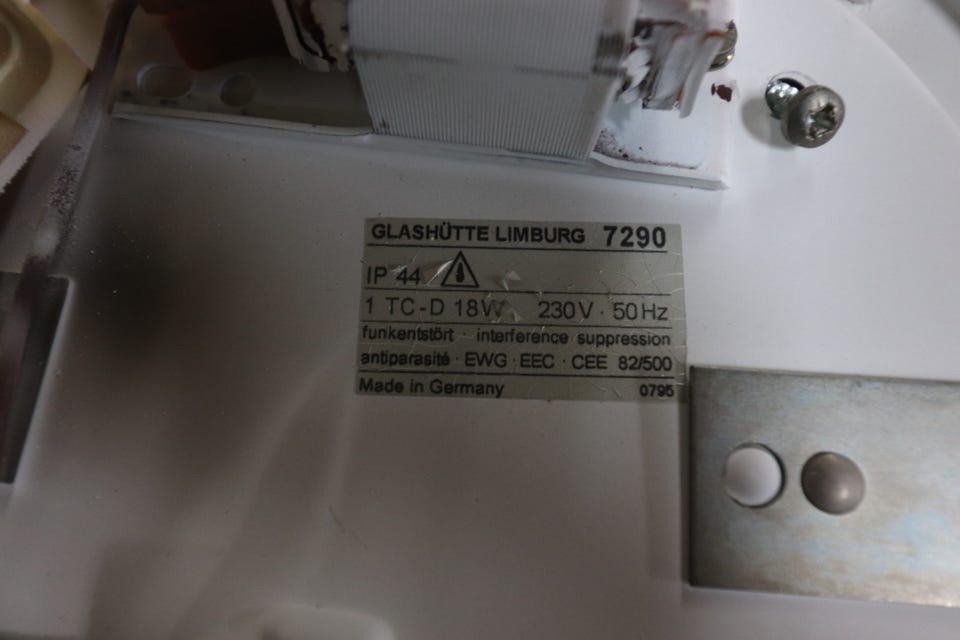 GLASHÜTTE LIMBURG 7290
IP 44
1 TC-D 18W 230V · 50Hz
funkentstört · interference suppression
antiparasité · EWG · EEC · CEE 82/500
Made in Germany 0795